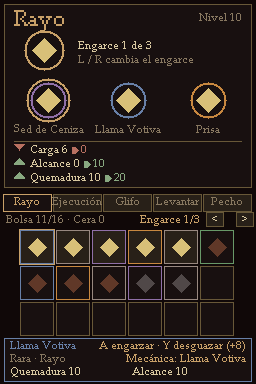 Rayo
Nivel 10
Engarce 1 de 3
L / R cambia el engarce
Sed de Ceniza Llama Votiva Prisa
Carga 6 0
Alcance 0 10
Quemadura 10 20
Rayo Ejecución Glifo Levantar Pecho
Bolsa 11/16 · Cera 0 Engarce 1/3 < >
Llama Votiva A engarzar · Y desguazar (+8)
Rara · Rayo Mecánica: Llama Votiva
Quemadura 10 Alcance 10